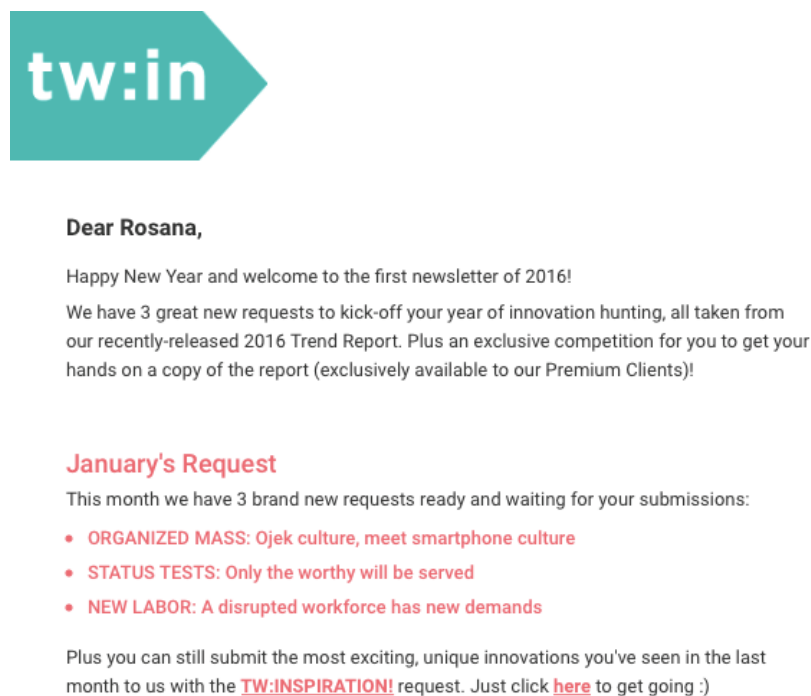 tw:in
Dear Rosana,
Happy New Year and welcome to the first newsletter of 2016!
We have 3 great new requests to kick-off your year of innovation hunting, all taken from
our recently-released 2016 Trend Report. Plus an exclusive competition for you to get your
hands on a copy of the report (exclusively available to our Premium Clients)!
January's Request
This month we have 3 brand new requests ready and waiting for your submissions:
• ORGANIZED MASS: Ojek culture, meet smartphone culture
• STATUS TESTS: Only the worthy will be served
• NEW LABOR: A disrupted workforce has new demands
Plus you can still submit the most exciting, unique innovations you've seen in the last
month to us with the TW:INSPIRATION! request. Just click here to get going :)